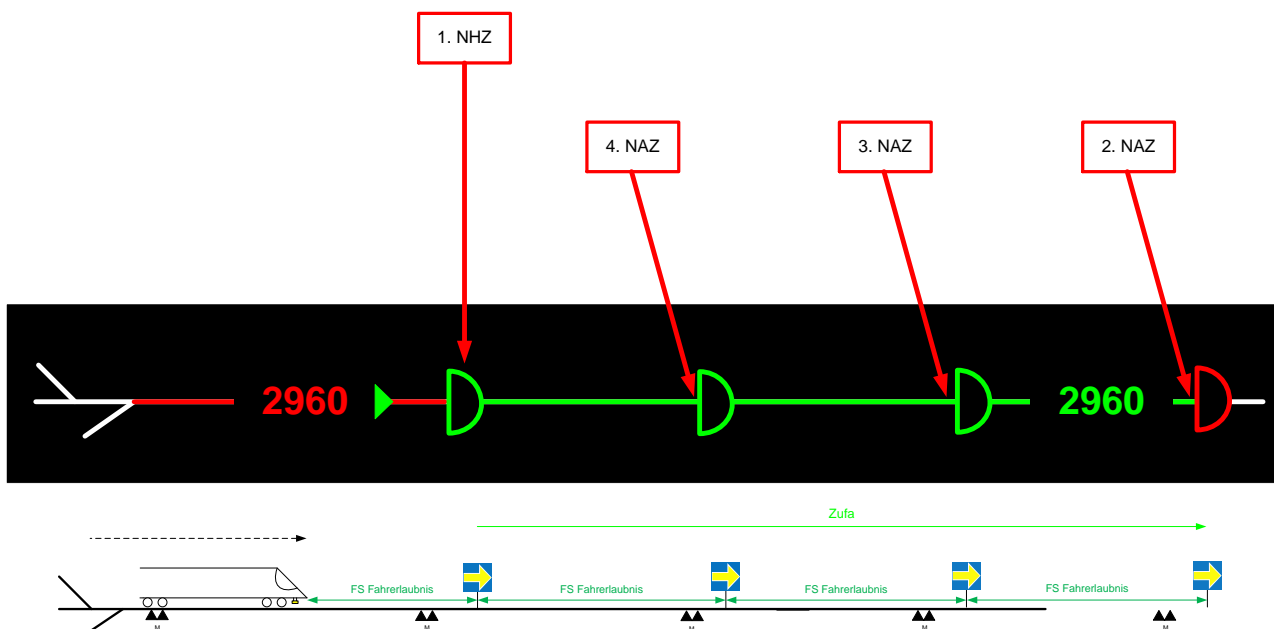 1. NHZ
4. NAZ
3. NAZ
2. NAZ
2960
2960
Zufa
FS Fahrerlaubnis
FS Fahrerlaubnis
FS Fahrerlaubnis
FS Fahrerlaubnis
M
M
M
M
M